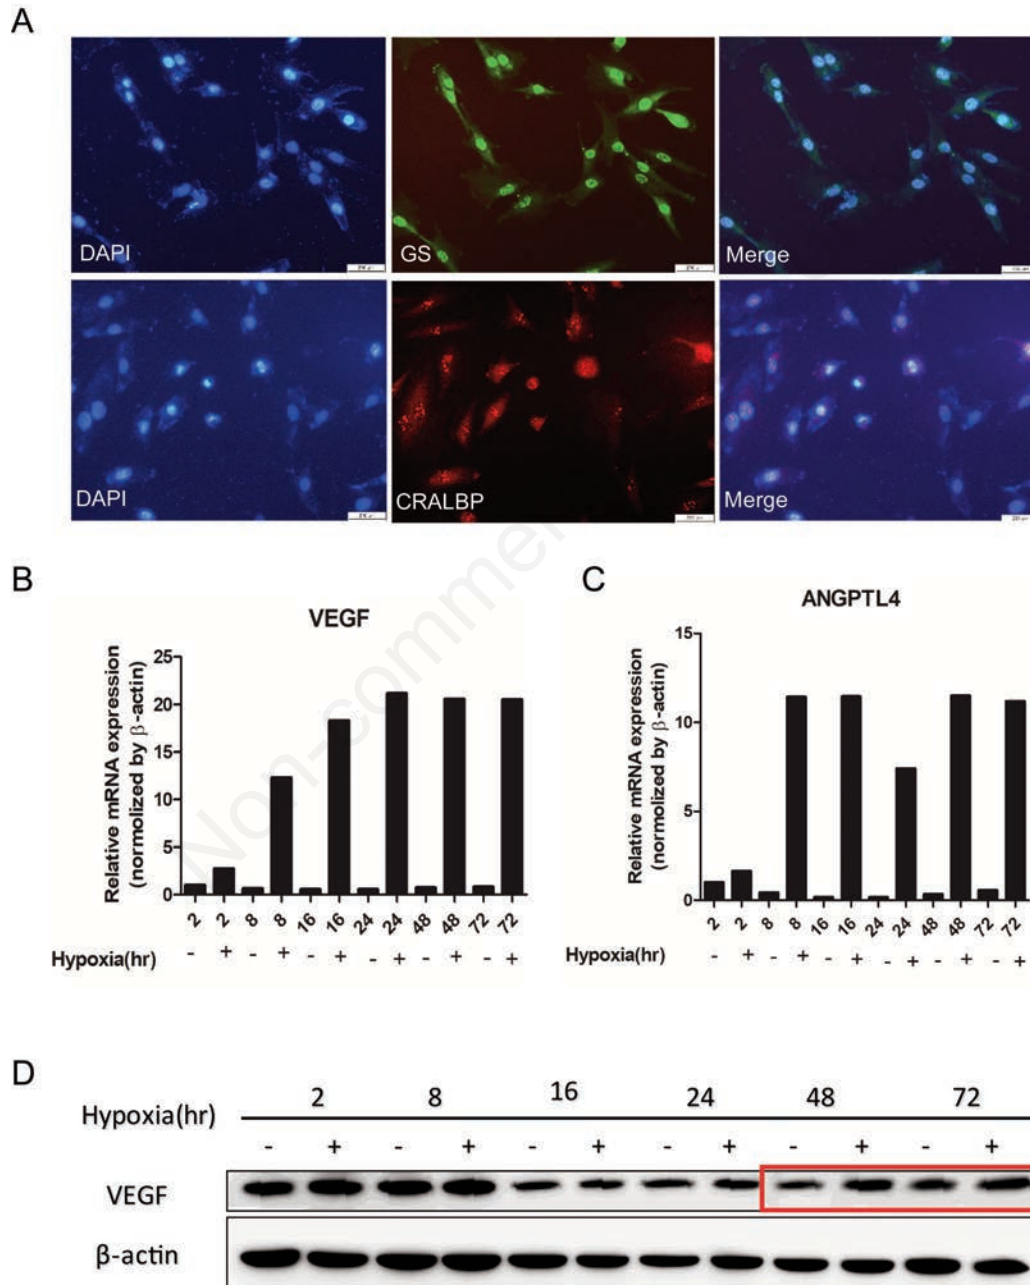 A
DAPI
GS
Merge
DAPI
CRALBP
Merge
B
VEGF
Relative mRNA expression
(normolized by β-actin)
25
20
15
10
5
0
2 2 8 8 16 16 24 24 48 48 72 72
Hypoxia(hr) - + - + - + - + - + - +
C
ANGPTL4
Relative mRNA expression
(normolized by β-actin)
15
10
5
0
2 2 8 8 16 16 24 24 48 48 72 72
Hypoxia(hr) - + - + - + - + - + - +
Non-comme
D
Hypoxia(hr) 2 8 16 24 48 72
- + - + - + - + - + - +
VEGF
β-actin